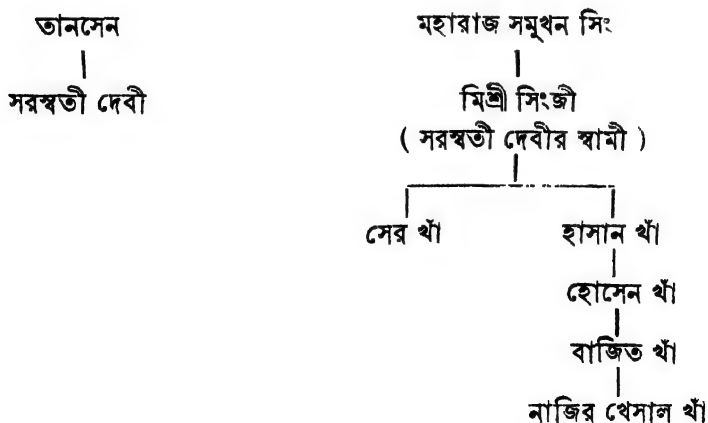 তানসেন মহারাজ সমুখন সিং
সরস্বতী দেবী মিশ্রী সিংজী
( সরস্বতী দেবীর স্বামী )
সের খাঁ হাসান খাঁ
হোসেন খাঁ
বাজিত খাঁ
নাজির খেসাল খাঁ